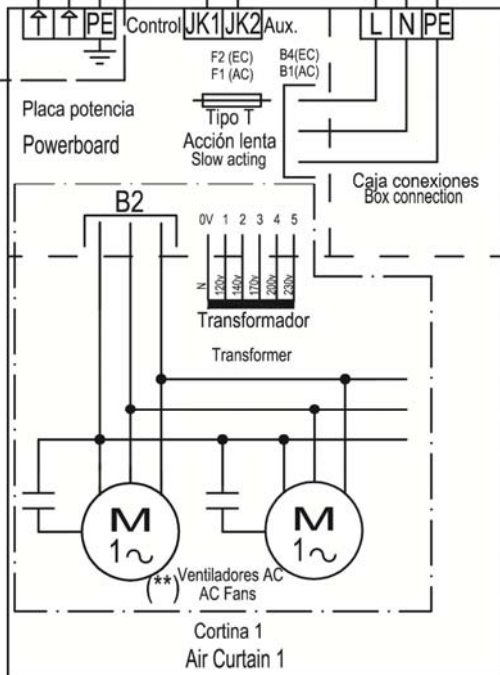 PE Control JK1 JK2 Aux. L N PE
F2 (EC)
F1 (AC)
B4(EC)
B1(AC)
Tipo T
Acción lenta
Slow acting
Placa potencia
Powerboard
Caja conexiones
Box connection
B2
0V 1 2 3 4 5
N 120v 140v 170v 200v 230v
Transformador
Transformer
M
1~
M
1~
(**)
Ventiladores AC
AC Fans
Cortina 1
Air Curtain 1